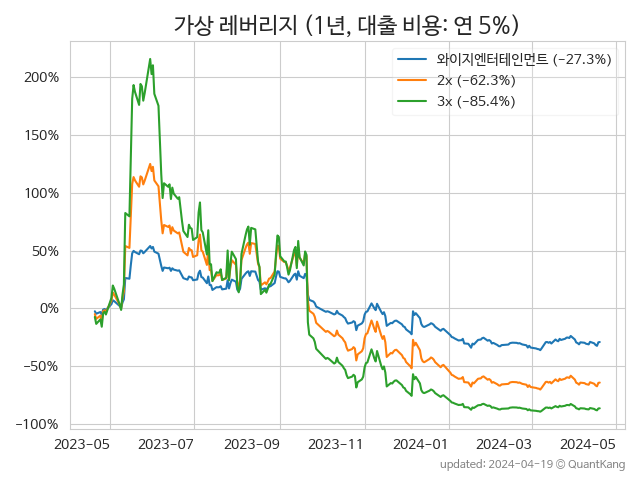 가상 레버리지 (1년, 대출 비용: 연 5%)
와이지엔터테인먼트 (−27.3%)
2x (−62.3%)
3x (−85.4%)
200%
150%
100%
50%
0%
−50%
−100%
2023-05 2023-07 2023-09 2023-11 2024-01 2024-03 2024-05
updated: 2024-04-19 © QuantKang